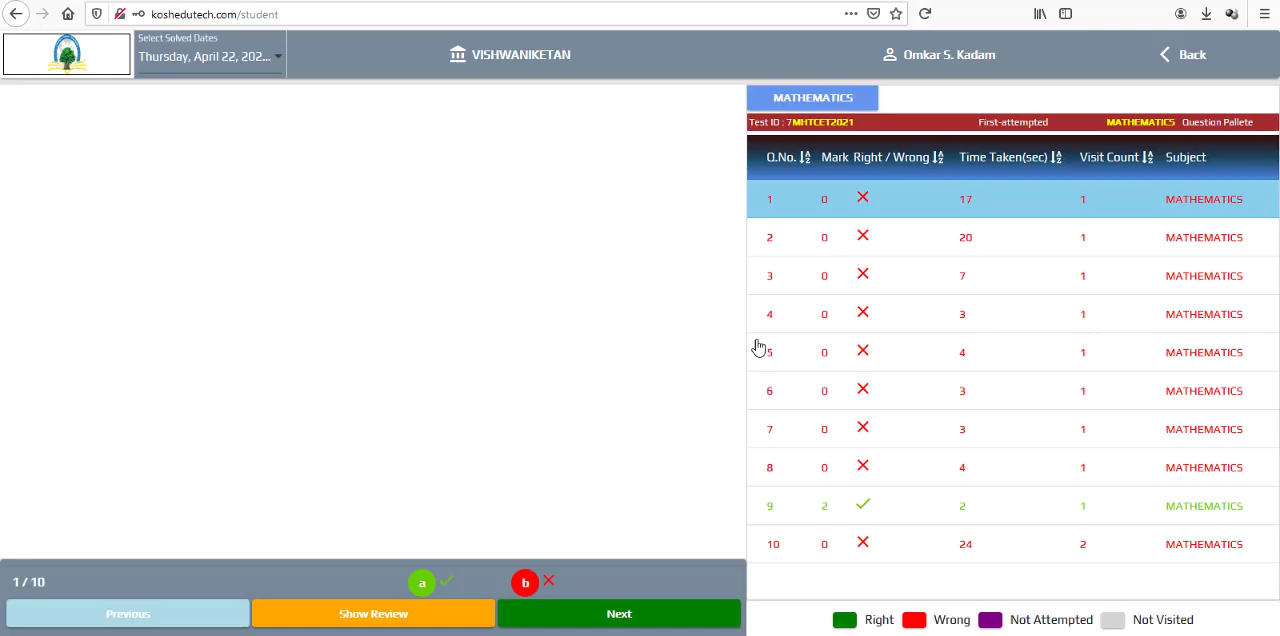 koshedutech.com/student
Select Solved Dates
Thursday, April 22, 202...
VISHWANIKETAN
Omkar S. Kadam
Back
MATHEMATICS
Test ID : 7MHTCET2021 First-attempted MATHEMATICS Question Pallete
Q.No. Mark Right / Wrong Time Taken(sec) Visit Count Subject
1 0 17 1 MATHEMATICS
2 0 20 1 MATHEMATICS
3 0 7 1 MATHEMATICS
4 0 3 1 MATHEMATICS
5 0 4 1 MATHEMATICS
6 0 3 1 MATHEMATICS
7 0 3 1 MATHEMATICS
8 0 4 1 MATHEMATICS
9 2 2 1 MATHEMATICS
10 0 24 2 MATHEMATICS
1 / 10 a b
Previous Show Review Next
Right Wrong Not Attempted Not Visited